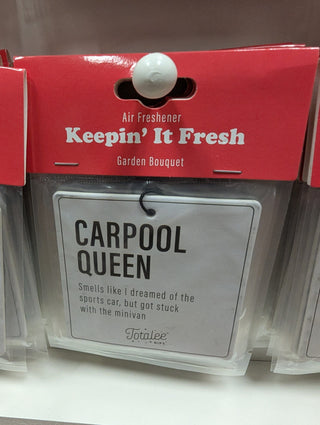 Air Freshener
Keepin' It Fresh
Garden Bouquet
CARPOOL
QUEEN
Smells like I dreamed of the
sports car, but got stuck
with the minivan
Totalee